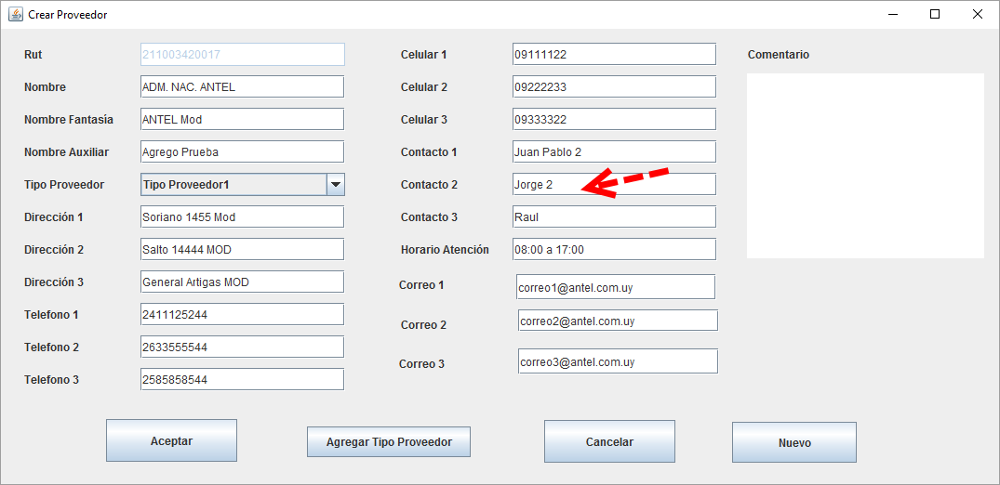 Crear Proveedor
Rut 211003420017
Nombre ADM. NAC. ANTEL
Nombre Fantasía ANTEL Mod
Nombre Auxiliar Agrego Prueba
Tipo Proveedor Tipo Proveedor1
Dirección 1 Soriano 1455 Mod
Dirección 2 Salto 14444 MOD
Dirección 3 General Artigas MOD
Telefono 1 2411125244
Telefono 2 2633555544
Telefono 3 2585858544
Celular 1 09111122
Celular 2 09222233
Celular 3 09333322
Contacto 1 Juan Pablo 2
Contacto 2 Jorge 2
Contacto 3 Raul
Horario Atención 08:00 a 17:00
Correo 1 correo1@antel.com.uy
Correo 2 correo2@antel.com.uy
Correo 3 correo3@antel.com.uy
Comentario
Aceptar Agregar Tipo Proveedor Cancelar Nuevo